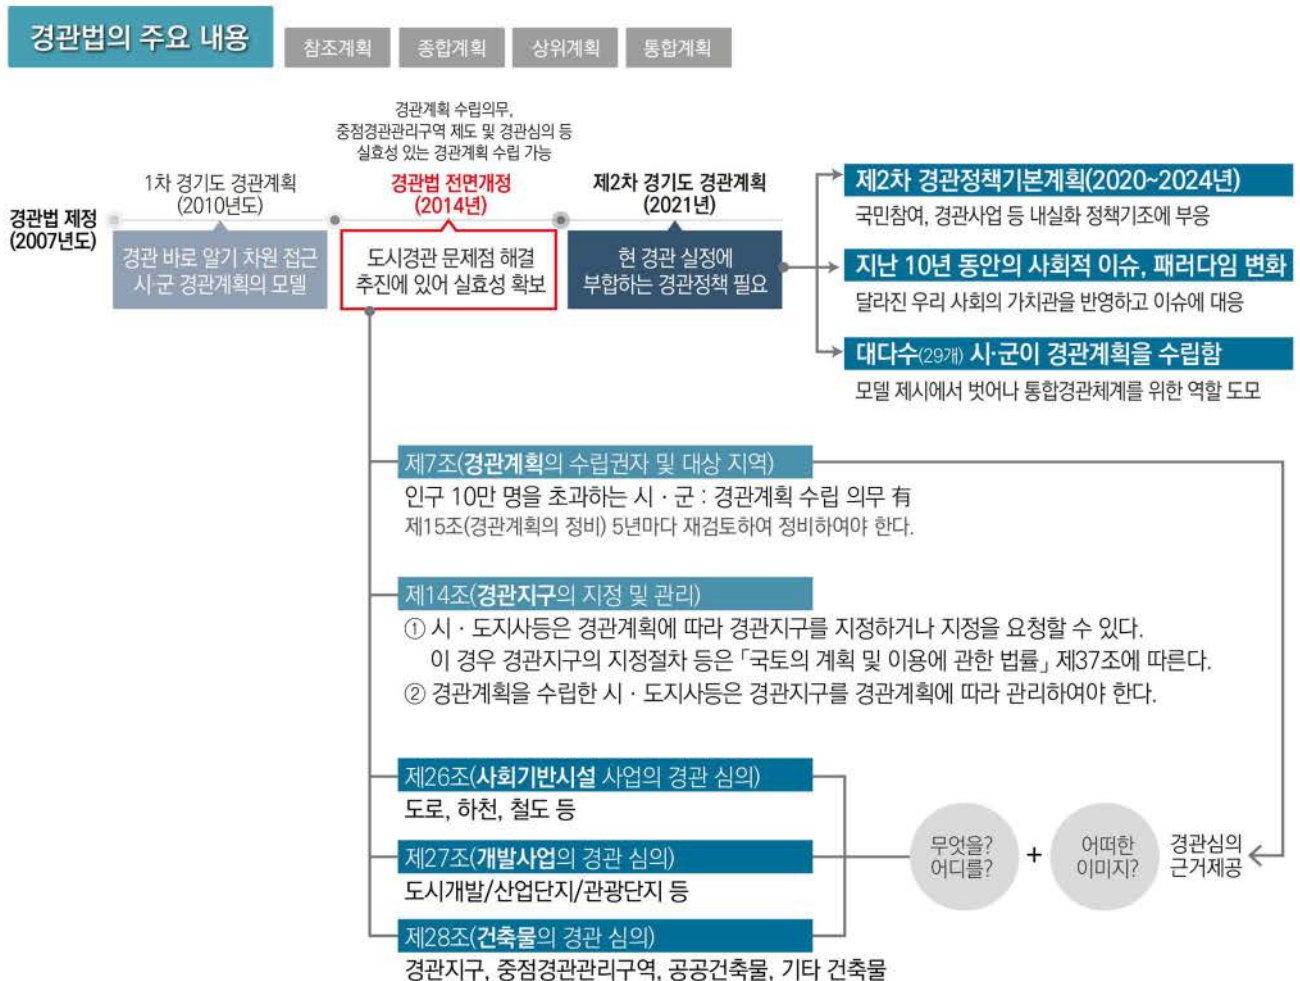 경관법의 주요 내용
참조계획
종합계획
상위계획
통합계획
경관계획 수립의무,
중점경관관리구역 제도 및 경관심의 등
실효성 있는 경관계획 수립 가능
경관법 제정
(2007년도)
1차 경기도 경관계획
(2010년도)
경관 바로 알기 차원 접근
시·군 경관계획의 모델
경관법 전면개정
(2014년)
도시경관 문제점 해결
추진에 있어 실효성 확보
제2차 경기도 경관계획
(2021년)
현 경관 실정에
부합하는 경관정책 필요
제2차 경관정책기본계획(2020~2024년)
국민참여, 경관사업 등 내실화 정책기조에 부응
지난 10년 동안의 사회적 이슈, 패러다임 변화
달라진 우리 사회의 가치관을 반영하고 이슈에 대응
대다수(29개) 시·군이 경관계획을 수립함
모델 제시에서 벗어나 통합경관체계를 위한 역할 도모
제7조(경관계획의 수립권자 및 대상 지역)
인구 10만 명을 초과하는 시 · 군 : 경관계획 수립 의무 有
제15조(경관계획의 정비) 5년마다 재검토하여 정비하여야 한다.
제14조(경관지구의 지정 및 관리)
① 시 · 도지사등은 경관계획에 따라 경관지구를 지정하거나 지정을 요청할 수 있다.
이 경우 경관지구의 지정절차 등은 「국토의 계획 및 이용에 관한 법률」 제37조에 따른다.
② 경관계획을 수립한 시 · 도지사등은 경관지구를 경관계획에 따라 관리하여야 한다.
제26조(사회기반시설 사업의 경관 심의)
도로, 하천, 철도 등
제27조(개발사업의 경관 심의)
도시개발/산업단지/관광단지 등
제28조(건축물의 경관 심의)
경관지구, 중점경관관리구역, 공공건축물, 기타 건축물
무엇을?
어디를?
+
어떠한
이미지?
경관심의
근거제공